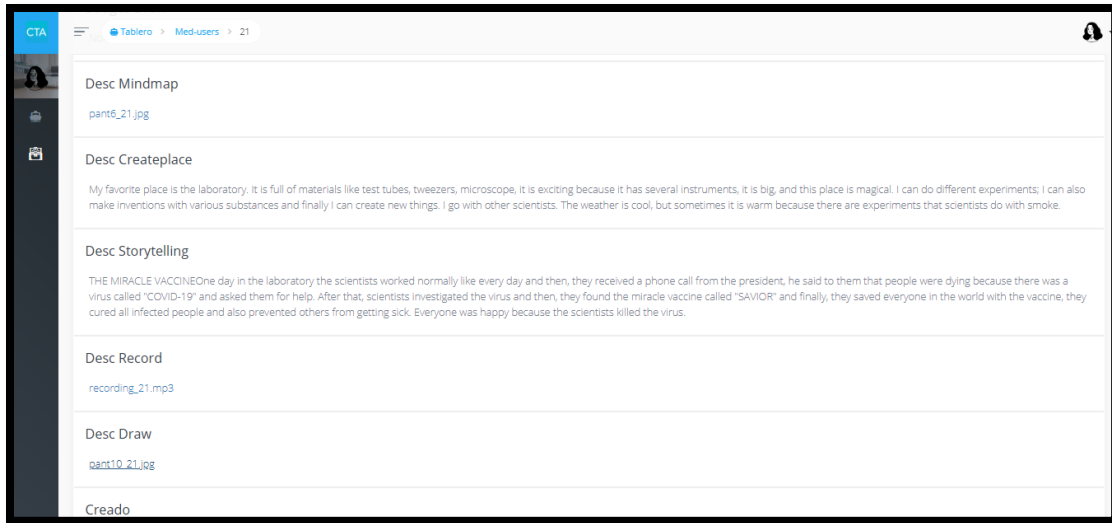 CTA
Tablero > Med-users > 21
Desc Mindmap
pant6_21.jpg
Desc Createplace
My favorite place is the laboratory. It is full of materials like test tubes, tweezers, microscope, it is exciting because it has several instruments, it is big, and this place is magical. I can do different experiments; I can also
make inventions with various substances and finally I can create new things. I go with other scientists. The weather is cool, but sometimes it is warm because there are experiments that scientists do with smoke.
Desc Storytelling
THE MIRACLE VACCINEOne day in the laboratory the scientists worked normally like every day and then, they received a phone call from the president, he said to them that people were dying because there was a
virus called "COVID-19" and asked them for help. After that, scientists investigated the virus and then, they found the miracle vaccine called "SAVIOR" and finally, they saved everyone in the world with the vaccine, they
cured all infected people and also prevented others from getting sick. Everyone was happy because the scientists killed the virus.
Desc Record
recording_21.mp3
Desc Draw
pant10_21.jpg
Creado